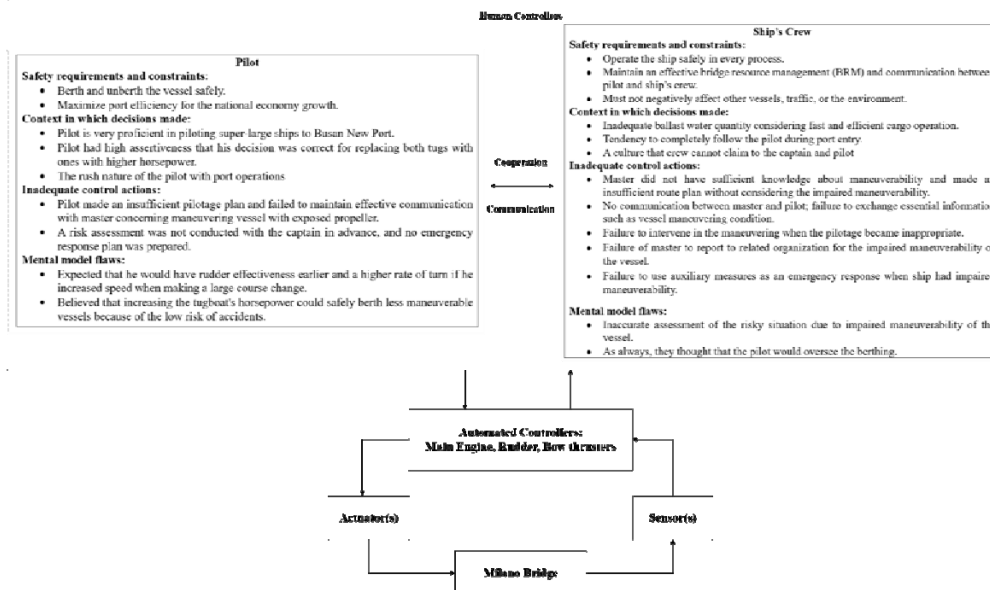 Human Controllers
Pilot
Safety requirements and constraints:
• Berth and unberth the vessel safely.
• Maximize port efficiency for the national economy growth.
Context in which decisions made:
• Pilot is very proficient in piloting super large ships to Busan New Port.
• Pilot had high assertiveness that his decision was correct for replacing both tugs with
ones with higher horsepower.
• The rush nature of the pilot with port operations
Inadequate control actions:
• Pilot made an insufficient pilotage plan and failed to maintain effective communication
with master concerning maneuvering vessel with exposed propeller.
• A risk assessment was not conducted with the captain in advance, and no emergency
response plan was prepared.
Mental model flaws:
• Expected that he would have rudder effectiveness earlier and a higher rate of turn if he
increased speed when making a large course change.
• Believed that increasing the tugboat's horsepower could safely berth less maneuverable
vessels because of the low risk of accidents.
Cooperation
Communication
Ship's Crew
Safety requirements and constraints:
• Operate the ship safely in every process.
• Maintain an effective bridge resource management (BRM) and communication betwee
pilot and ship's crew.
• Must not negatively affect other vessels, traffic, or the environment.
Context in which decisions made:
• Inadequate ballast water quantity considering fast and efficient cargo operation.
• Tendency to completely follow the pilot during port entry.
• A culture that crew cannot claim to the captain and pilot
Inadequate control actions:
• Master did not have sufficient knowledge about maneuverability and made a
insufficient route plan without considering the impaired maneuverability.
• No communication between master and pilot; failure to exchange essential informatio
such as vessel maneuvering condition.
• Failure to intervene in the maneuvering when the pilotage became inappropriate.
• Failure of master to report to related organization for the impaired maneuverability o
the vessel.
• Failure to use auxiliary measures as an emergency response when ship had impaire
maneuverability.
Mental model flaws:
• Inaccurate assessment of the risky situation due to impaired maneuverability of th
vessel.
• As always, they thought that the pilot would oversee the berthing.
Automated Controllers:
Main Engine, Rudder, Bow thrusters
Actuator(s)
Sensor(s)
Milano Bridge